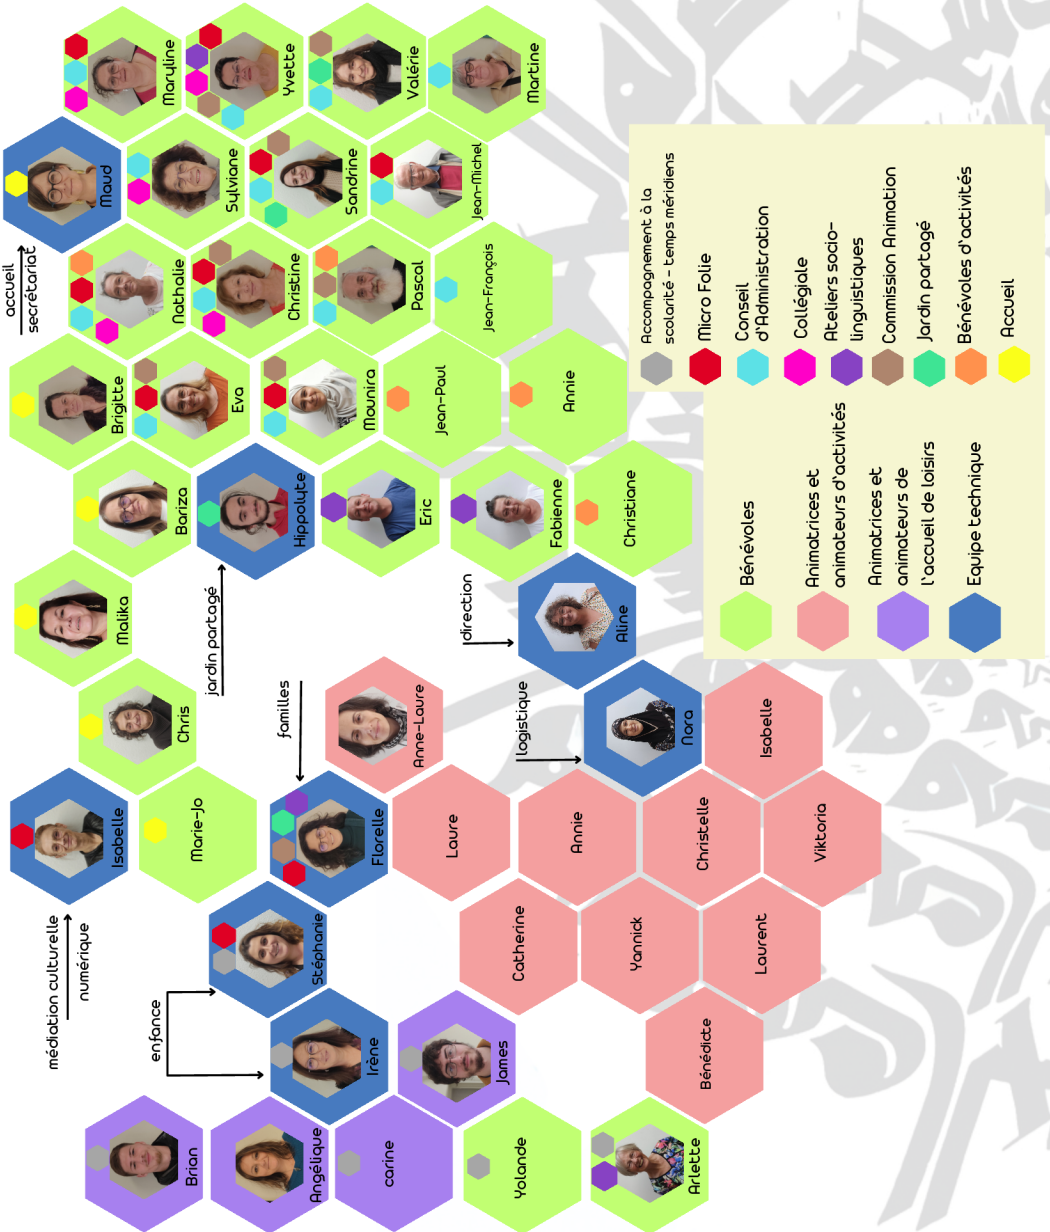 accueil
secrétariat
médiation culturelle
numérique
Maud
Isabelle
Brigitte
Malika
enfance
Maryline
Nathalie
Bariza
Chris
Brian
jardin partagé
Sylviane
Eva
Marie-Jo
Yvette
Christine
Hippolyte
familles
Stéphanie
Angélique
Sandrine
Mounira
Florelle
Irène
carine
Valérie
Pascal
Eric
Anne-Laure
Laure
James
Jean-Michel
Jean-Paul
direction
Jean-François
logistique
Catherine
Yolande
Martine
Fabienne
Annie
Annie
Aline
Christiane
Yannick
Nora
Christelle
Bénédicte
Arlette
Isabelle
Laurent
Viktoria
Bénévoles
Animatrices et
animateurs d'activités
Animatrices et
animateurs de
l'accueil de loisirs
Equipe technique
Accompagnement à la
scolarité - temps méridiens
Micro Folie
Conseil
d'Administration
Collégiale
Ateliers socio-
linguistiques
Commission Animation
Jardin partagé
Bénévoles d'activités
Accueil